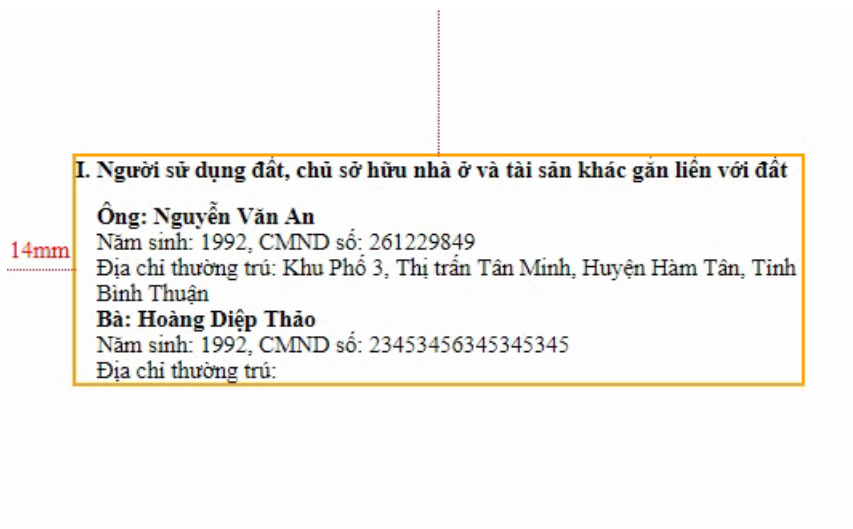 I. Người sử dụng đất, chủ sở hữu nhà ở và tài sản khác gắn liền với đất
Ông: Nguyễn Văn An
Năm sinh: 1992, CMND số: 261229849
14mm
Địa chỉ thường trú: Khu Phố 3, Thị trấn Tân Minh, Huyện Hàm Tân, Tỉnh
Bình Thuận
Bà: Hoàng Diệp Thảo
Năm sinh: 1992, CMND số: 23453456345345345
Địa chỉ thường trú: